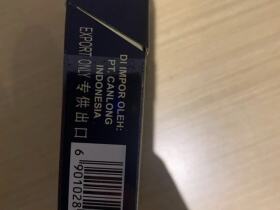 DI IMPOR OLEH:
PT. CANLONG
INDONESIA
EXPORT ONLY 专供出口
6 901028